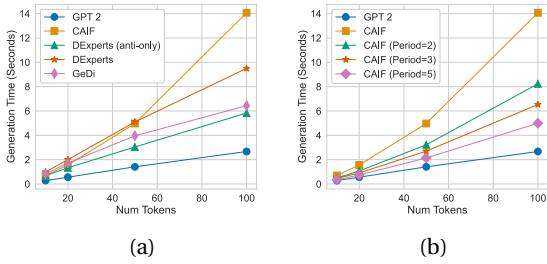 GPT 2
CAIF
DExperts (anti-only)
DExperts
GeDi
Generation Time (Seconds)
14
12
10
8
6
4
2
0
20
40
60
80
100
Num Tokens
(a)
GPT 2
CAIF
CAIF (Period=2)
CAIF (Period=3)
CAIF (Period=5)
Generation Time (Seconds)
14
12
10
8
6
4
2
0
20
40
60
80
100
Num Tokens
(b)